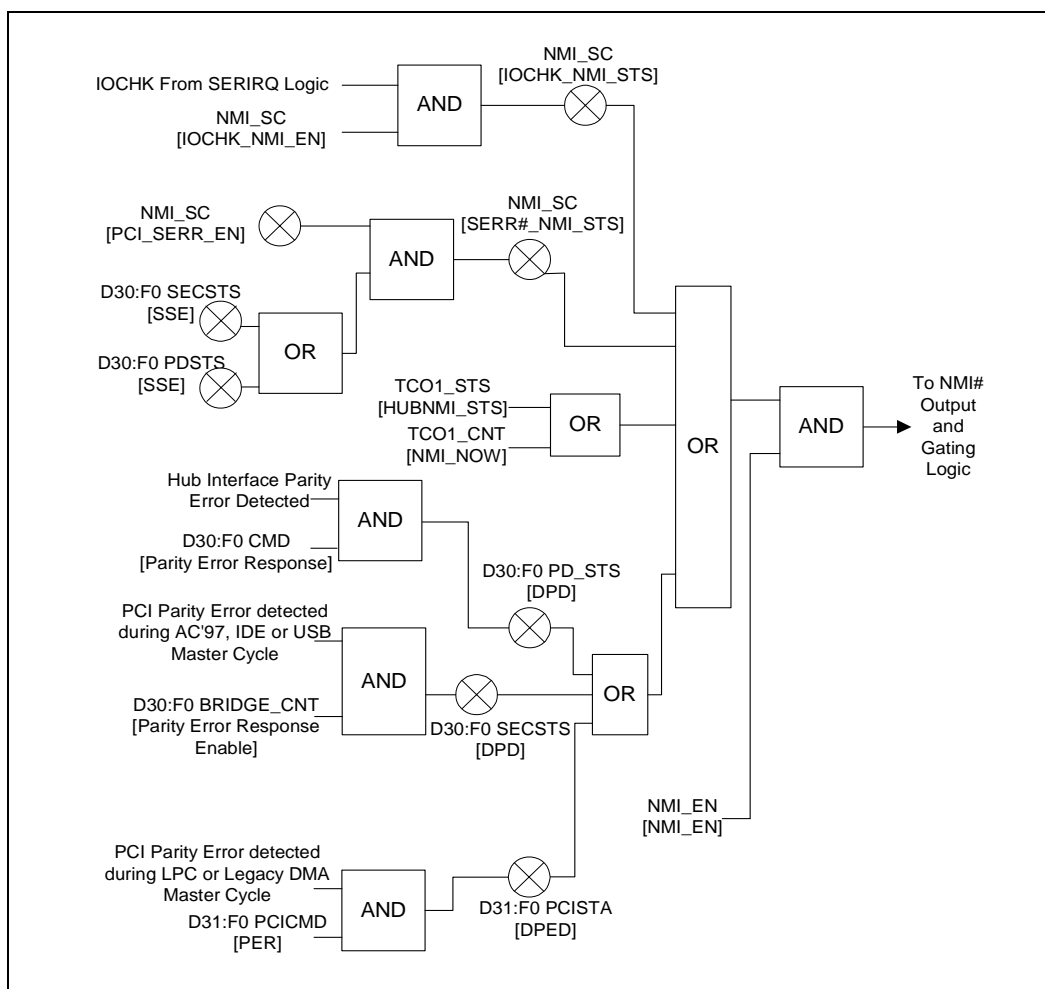 IOCHK From SERIRQ Logic
NMI_SC
[IOCHK_NMI_EN]
AND
NMI_SC
[IOCHK_NMI_STS]
NMI_SC
[PCI_SERR_EN]
AND
NMI_SC
[SERR#_NMI_STS]
D30:F0 SECSTS
[SSE]
D30:F0 PDSTS
[SSE]
OR
TCO1_STS
[HUBNMI_STS]
TCO1_CNT
[NMI_NOW]
OR
OR
AND
To NMI#
Output
and
Gating
Logic
Hub Interface Parity
Error Detected
D30:F0 CMD
[Parity Error Response]
AND
D30:F0 PD_STS
[DPD]
PCI Parity Error detected
during AC'97, IDE or USB
Master Cycle
D30:F0 BRIDGE_CNT
[Parity Error Response
Enable]
AND
D30:F0 SECSTS
[DPD]
OR
NMI_EN
[NMI_EN]
PCI Parity Error detected
during LPC or Legacy DMA
Master Cycle
D31:F0 PCICMD
[PER]
AND
D31:F0 PCISTA
[DPED]